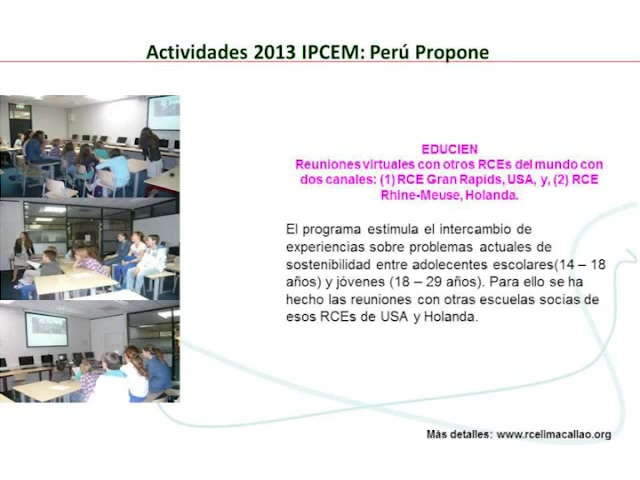 Actividades 2013 IPCEM: Perú Propone
EDUCIEN
Reuniones virtuales con otros RCEs del mundo con
dos canales: (1) RCE Gran Rapids, USA, y, (2) RCE
Rhine-Meuse, Holanda.
El programa estimula el intercambio de
experiencias sobre problemas actuales de
sostenibilidad entre adolecentes escolares(14 – 18
años) y jóvenes (18 – 29 años). Para ello se ha
hecho las reuniones con otras escuelas socias de
esos RCEs de USA y Holanda.
Más detalles: www.rcelimacallao.org